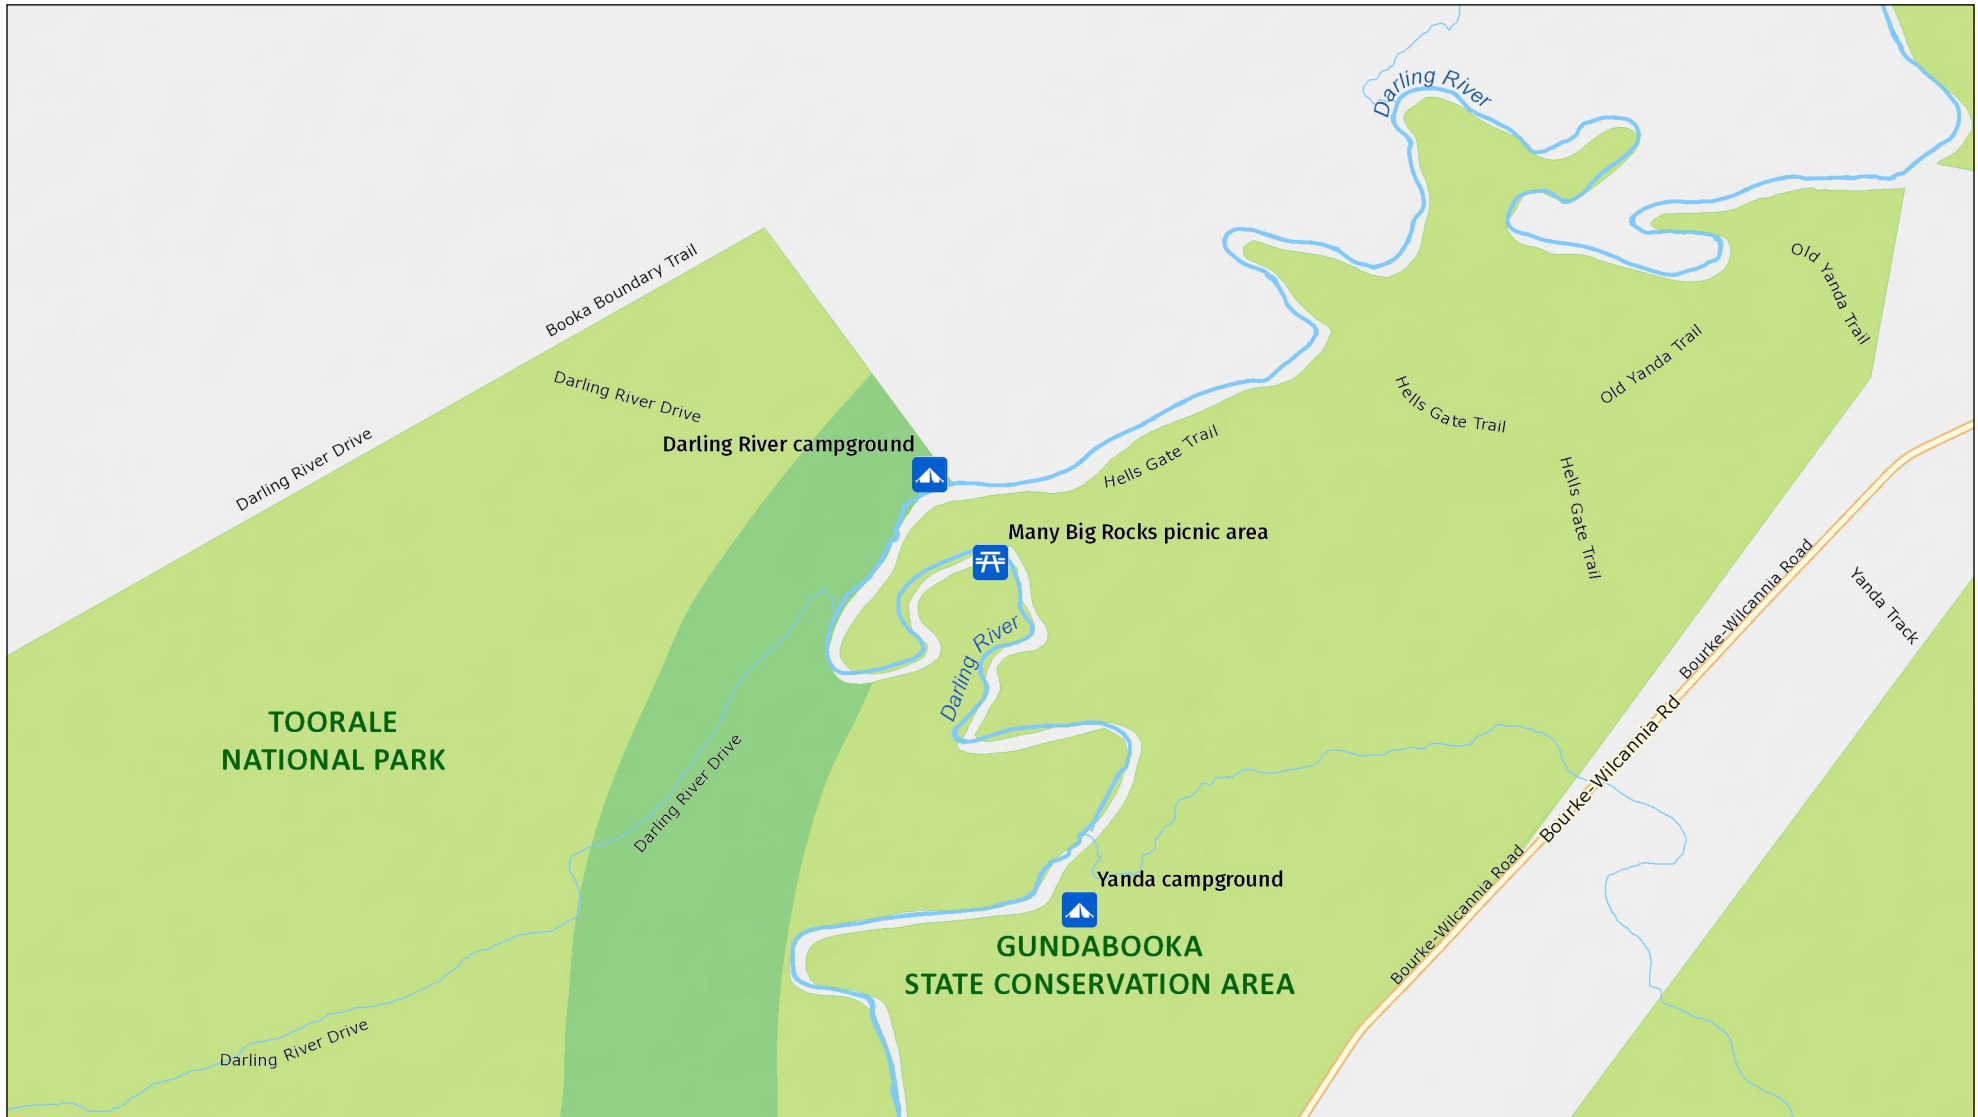 Darling River
Booka Boundary Trail
Old Yanda Trail
Old Yanda Trail
Darling River Drive
Hells Gate Trail
Darling River campground
Darling River Drive
Hells Gate Trail
Hells Gate Trail
Many Big Rocks picnic area
Bourke-Wilcannia Road
Yanda Track
Darling River
TOORALE
NATIONAL PARK
Darling River Drive
Bourke-Wilcannia Rd
Yanda campground
Bourke-Wilcannia Road
GUNDABOOKA
STATE CONSERVATION AREA
Darling River Drive